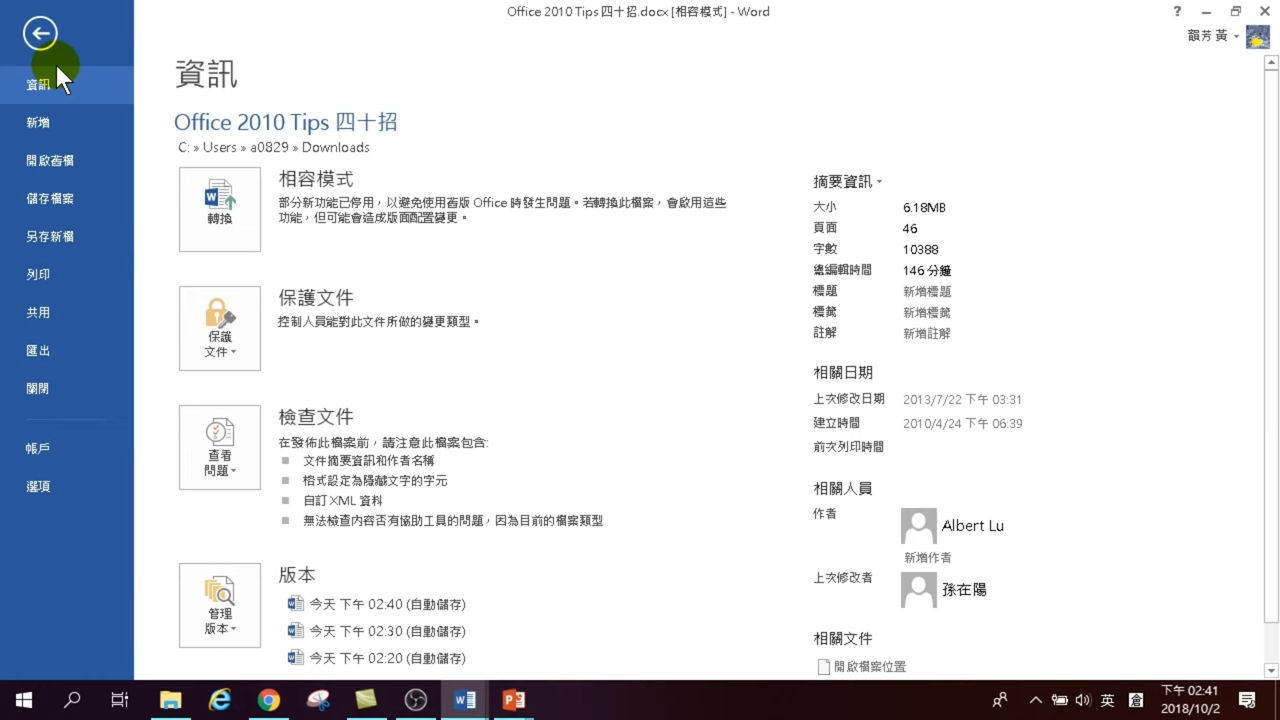 Office 2010 Tips 四十招.docx [相容模式] - Word
韻芳 黃
資訊
新增
開啟舊檔
儲存檔案
另存新檔
列印
共用
匯出
關閉
帳戶
選項
資訊
Office 2010 Tips 四十招
C: » Users » a0829 » Downloads
轉換
相容模式
部分新功能已停用，以避免使用舊版 Office 時發生問題。若轉換此檔案，會啟用這些
功能，但可能會造成版面配置變更。
保護
文件
保護文件
控制人員能對此文件所做的變更類型。
查看
問題
檢查文件
在發佈此檔案前，請注意此檔案包含:
文件摘要資訊和作者名稱
格式設定為隱藏文字的字元
自訂 XML 資料
無法檢查內容否有協助工具的問題，因為目前的檔案類型
管理
版本
版本
今天 下午 02:40 (自動儲存)
今天 下午 02:30 (自動儲存)
今天 下午 02:20 (自動儲存)
摘要資訊
大小 6.18MB
頁面 46
字數 10388
總編輯時間 146 分鐘
標題 新增標題
標籤 新增標籤
註解 新增註解
相關日期
上次修改日期 2013/7/22 下午 03:31
建立時間 2010/4/24 下午 06:39
前次列印時間
相關人員
作者 Albert Lu
新增作者
上次修改者 孫在陽
相關文件
開啟檔案位置
英
倉
下午 02:41
2018/10/2